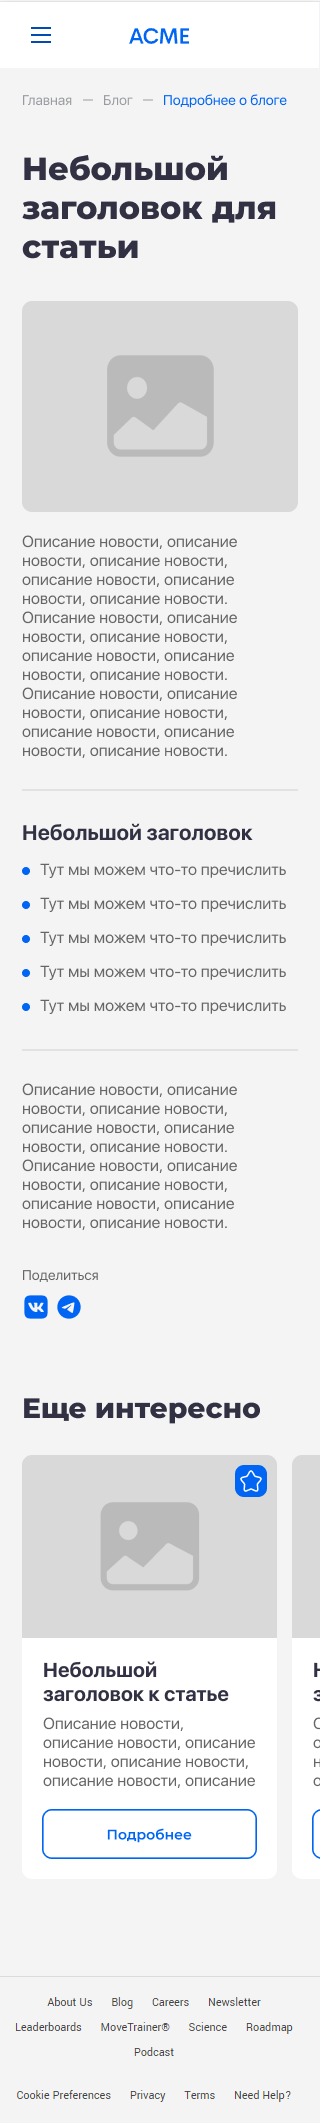 ACME
Главная — Блог — Подробнее о блоге
Небольшой
заголовок для
статьи
Описание новости, описание
новости, описание новости,
описание новости, описание
новости, описание новости.
Описание новости, описание
новости, описание новости,
описание новости, описание
новости, описание новости.
Описание новости, описание
новости, описание новости,
описание новости, описание
новости, описание новости.
Небольшой заголовок
Тут мы можем что-то пречислить
Тут мы можем что-то пречислить
Тут мы можем что-то пречислить
Тут мы можем что-то пречислить
Тут мы можем что-то пречислить
Описание новости, описание
новости, описание новости,
описание новости, описание
новости, описание новости.
Описание новости, описание
новости, описание новости,
описание новости, описание
новости, описание новости.
Поделиться
Еще интересно
Небольшой
заголовок к статье
Описание новости,
описание новости, описание
новости, описание новости,
описание новости, описание
Подробнее
About Us Blog Careers Newsletter
Leaderboards MoveTrainer® Science Roadmap
Podcast
Cookie Preferences Privacy Terms Need Help?